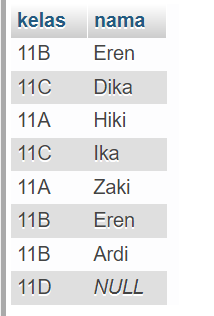 kelas nama
11B Eren
11C Dika
11A Hiki
11C Ika
11A Zaki
11B Eren
11B Ardi
11D NULL